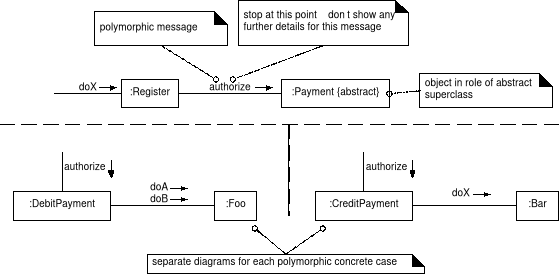 polymorphic message
stop at this point    don t show any
further details for this message
doX
:Register
authorize
:Payment {abstract}
object in role of abstract
superclass
authorize
:DebitPayment
doA
doB
:Foo
authorize
:CreditPayment
doX
:Bar
separate diagrams for each polymorphic concrete case